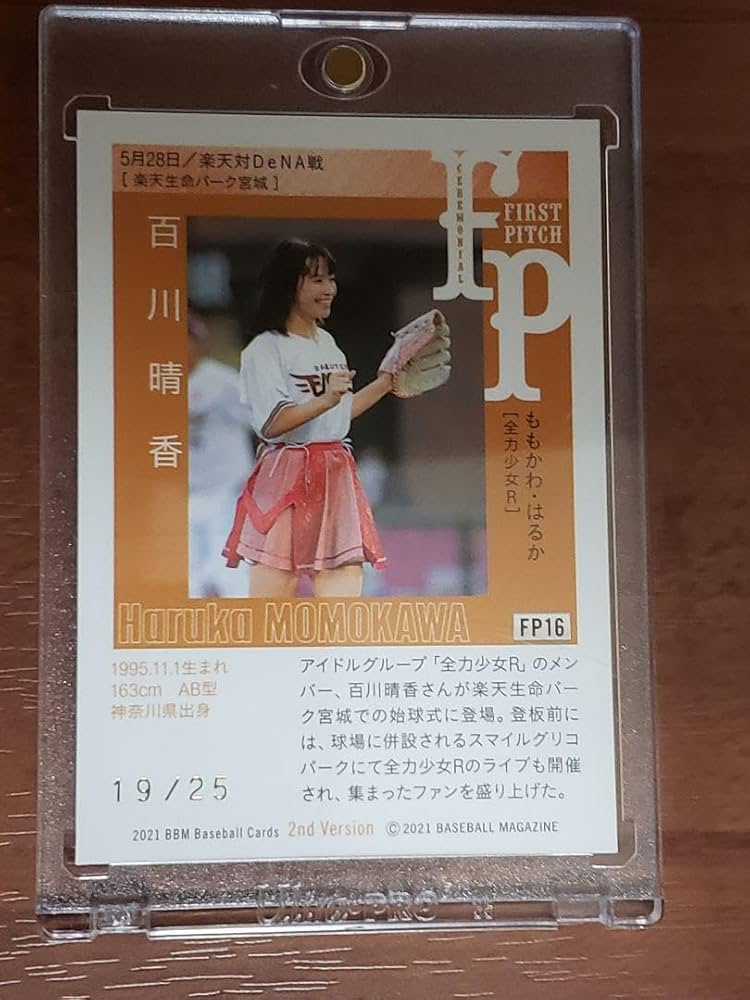 5月28日／楽天対DeNA戦
[ 楽天生命パーク宮城 ]
CEREMONIAL
FIRST
PITCH
FP
百川晴香
ももかわ・はるか
[全力少女R]
Haruka MOMOKAWA
FP16
1995.11.1生まれ
163cm AB型
神奈川県出身
アイドルグループ「全力少女R」のメン
バー、百川晴香さんが楽天生命パー
ク宮城での始球式に登場。登板前に
は、球場に併設されるスマイルグリコ
パークにて全力少女Rのライブも開催
され、集まったファンを盛り上げた。
19/25
2021 BBM Baseball Cards 2nd Version ©2021 BASEBALL MAGAZINE
Ultra PRO